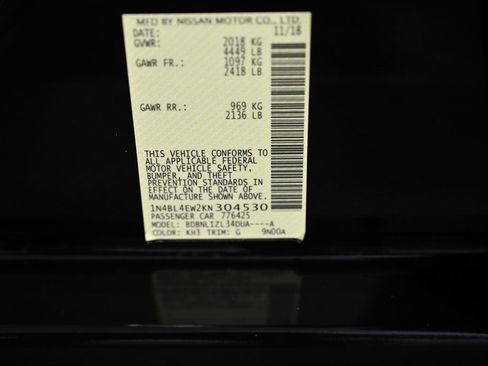 MFD BY NISSAN MOTOR CO., LTD.
DATE: 11/18
GVWR: 2018 KG
4449 LB
GAWR FR.: 1097 KG
2418 LB
GAWR RR.: 969 KG
2136 LB
THIS VEHICLE CONFORMS TO
ALL APPLICABLE FEDERAL
MOTOR VEHICLE SAFETY,
BUMPER, AND THEFT
PREVENTION STANDARDS IN
EFFECT ON THE DATE OF
MANUFACTURE SHOWN ABOVE.
1N4BL4EW2KN304530
PASSENGER CAR 77642S
MODEL: BDBNLIZL34DUA----A
COLOR: KH3 TRIM: G 9N00A